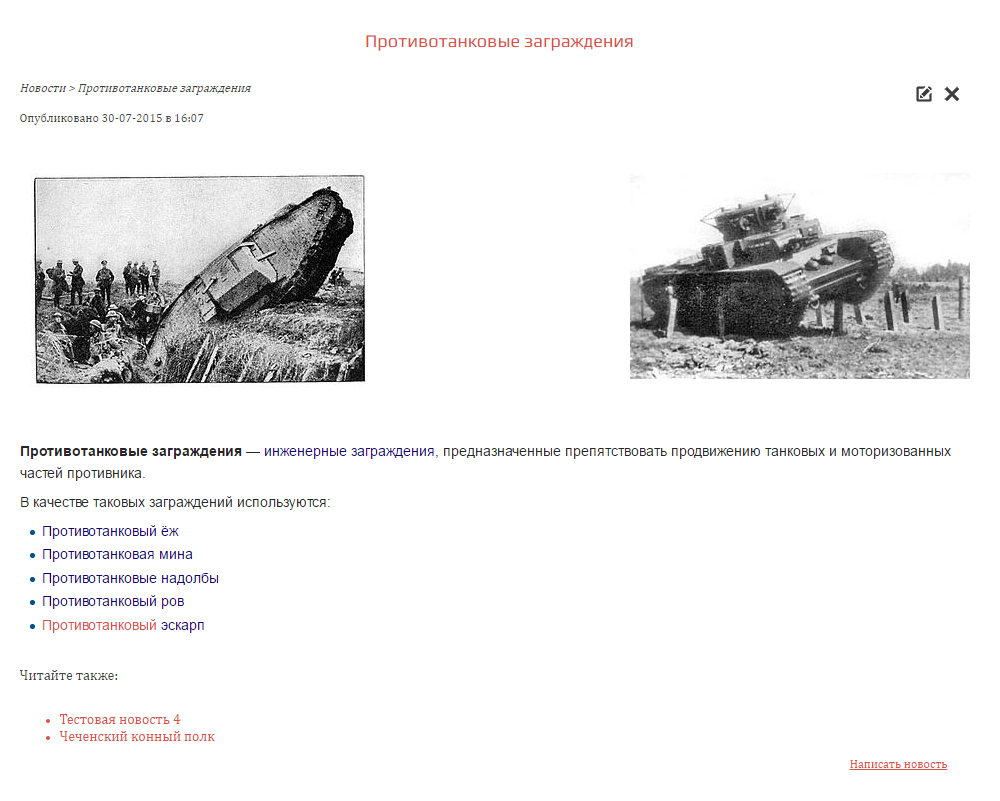 Противотанковые заграждения
Новости > Противотанковые заграждения
Опубликовано 30-07-2015 в 16:07
Противотанковые заграждения — инженерные заграждения, предназначенные препятствовать продвижению танковых и моторизованных
частей противника.
В качестве таковых заграждений используются:
Противотанковый ёж
Противотанковая мина
Противотанковые надолбы
Противотанковый ров
Противотанковый эскарп
Читайте также:
Тестовая новость 4
Чеченский конный полк
Написать новость